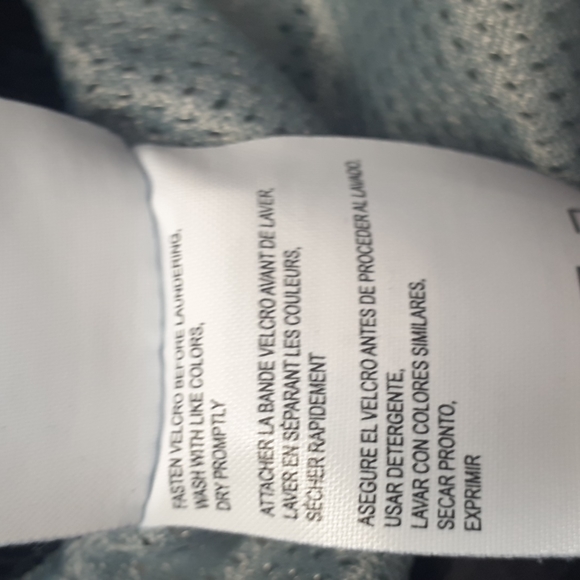 FASTEN VELCRO BEFORE LAUNDERING,
WASH WITH LIKE COLORS,
DRY PROMPTLY
ATTACHER LA BANDE VELCRO AVANT DE LAVER,
LAVER EN SÉPARANT LES COULEURS,
SÉCHER RAPIDEMENT
ASEGURE EL VELCRO ANTES DE PROCEDER AL LAVADO.
USAR DETERGENTE,
LAVAR CON COLORES SIMILARES,
SECAR PRONTO,
EXPRIMIR